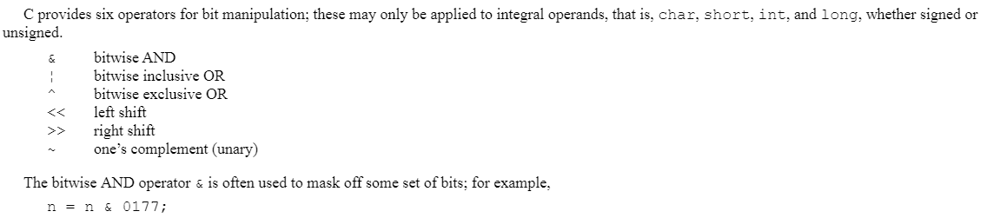 C provides six operators for bit manipulation; these may only be applied to integral operands, that is, char, short, int, and long, whether signed or
unsigned.
& bitwise AND
¦ bitwise inclusive OR
^ bitwise exclusive OR
<< left shift
>> right shift
~ one’s complement (unary)
The bitwise AND operator & is often used to mask off some set of bits; for example,
n = n & 0177;